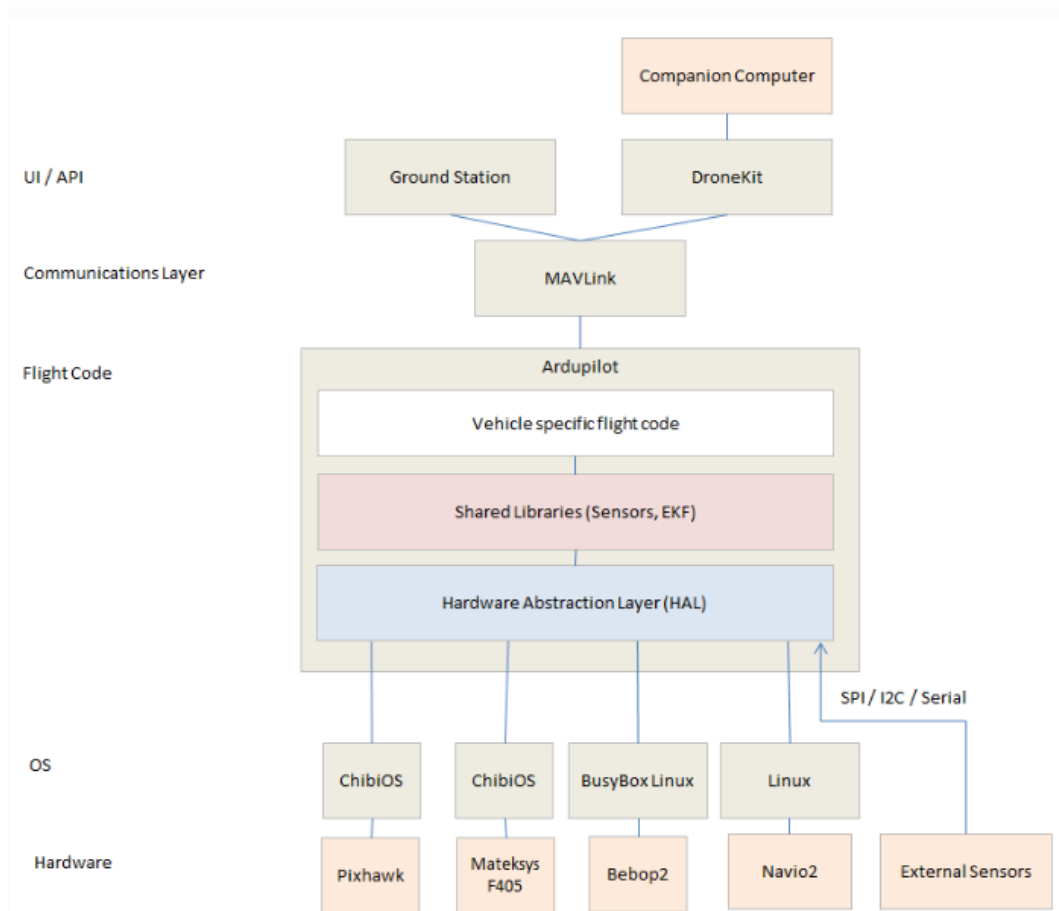 Companion Computer
UI / API
Ground Station
DroneKit
Communications Layer
MAVLink
Flight Code
Ardupilot
Vehicle specific flight code
Shared Libraries (Sensors, EKF)
Hardware Abstraction Layer (HAL)
SPI / I2C / Serial
OS
ChibiOS
ChibiOS
BusyBox Linux
Linux
Hardware
Pixhawk
Mateksys
F405
Bebop2
Navio2
External Sensors